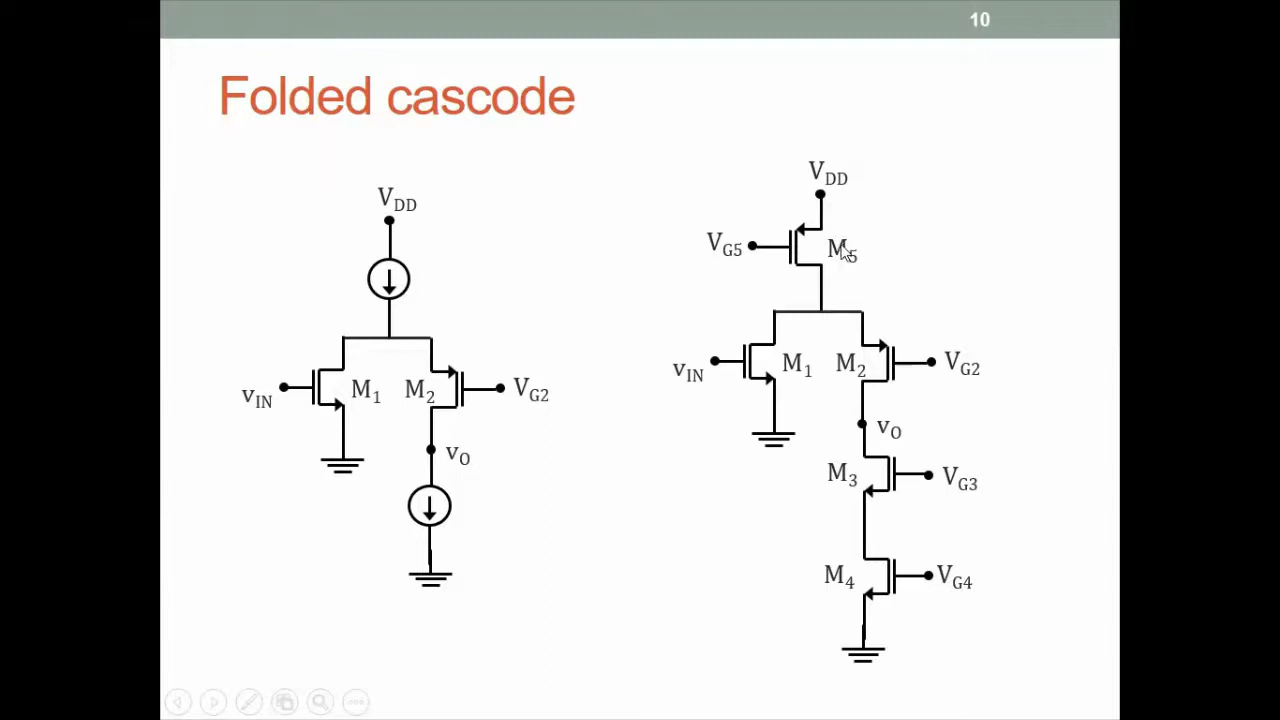 10
Folded cascode
V_DD
v_IN
M_1
M_2
V_G2
v_O
V_DD
V_G5
M_5
v_IN
M_1
M_2
V_G2
v_O
M_3
V_G3
M_4
V_G4